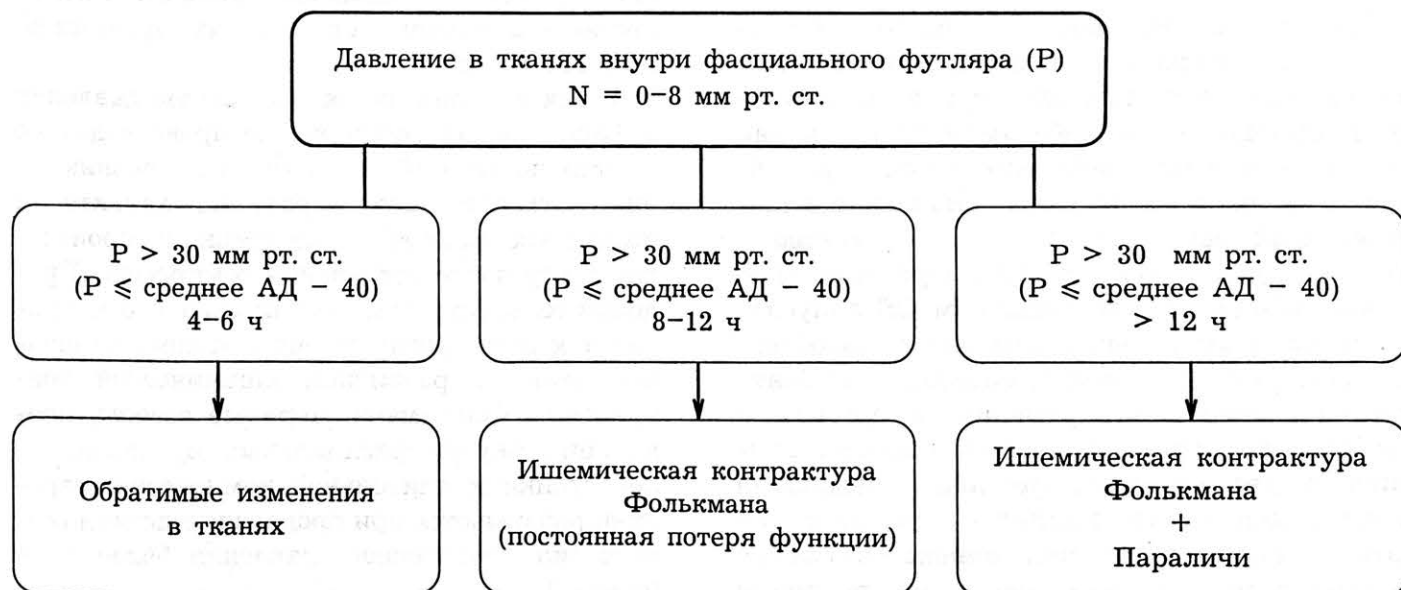 Давление в тканях внутри фасциального футляра (P)
N = 0–8 мм рт. ст.
P > 30 мм рт. ст.
(P ⩽ среднее АД – 40)
4–6 ч
P > 30 мм рт. ст.
(P ⩽ среднее АД – 40)
8–12 ч
P > 30 мм рт. ст.
(P ⩽ среднее АД – 40)
> 12 ч
Обратимые изменения
в тканях
Ишемическая контрактура
Фолькмана
(постоянная потеря функции)
Ишемическая контрактура
Фолькмана
+
Параличи